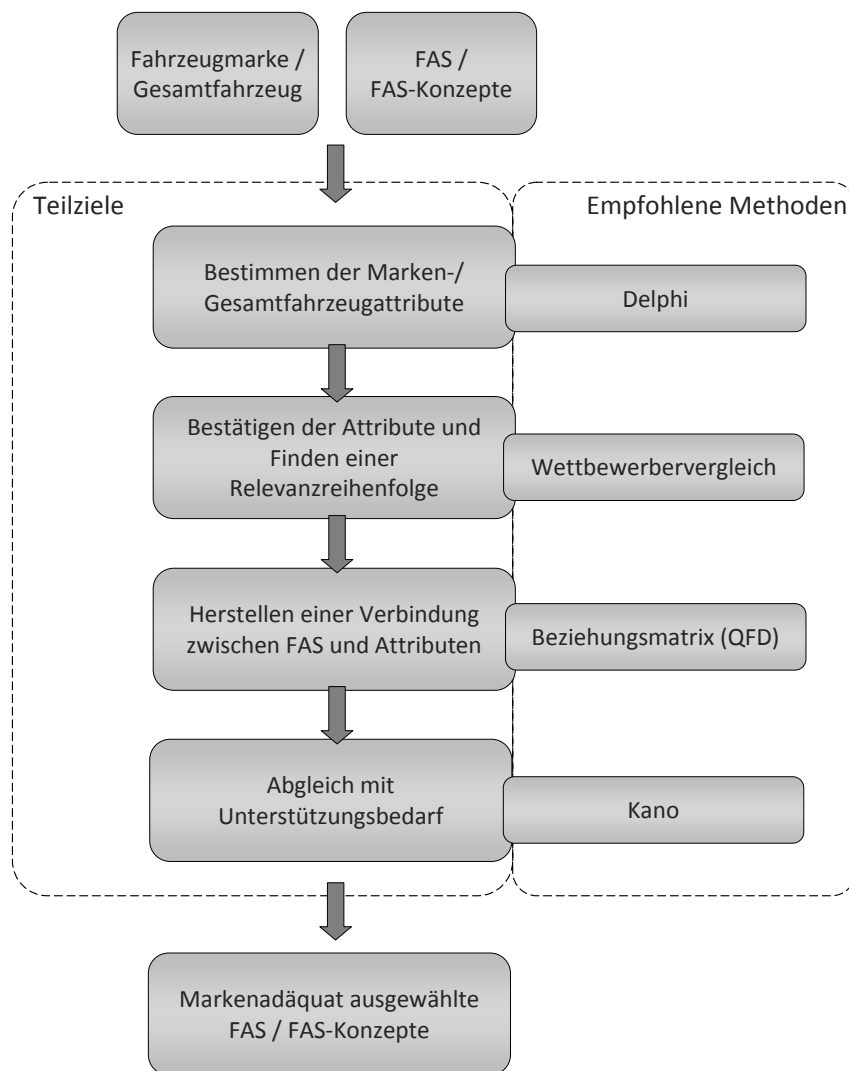 Fahrzeugmarke /
Gesamtfahrzeug
FAS /
FAS-Konzepte
Teilziele
Empfohlene Methoden
Bestimmen der Marken-/
Gesamtfahrzeugattribute
Delphi
Bestätigen der Attribute und
Finden einer
Relevanzreihenfolge
Wettbewerbervergleich
Herstellen einer Verbindung
zwischen FAS und Attributen
Beziehungsmatrix (QFD)
Abgleich mit
Unterstützungsbedarf
Kano
Markenadäquat ausgewählte
FAS / FAS-Konzepte